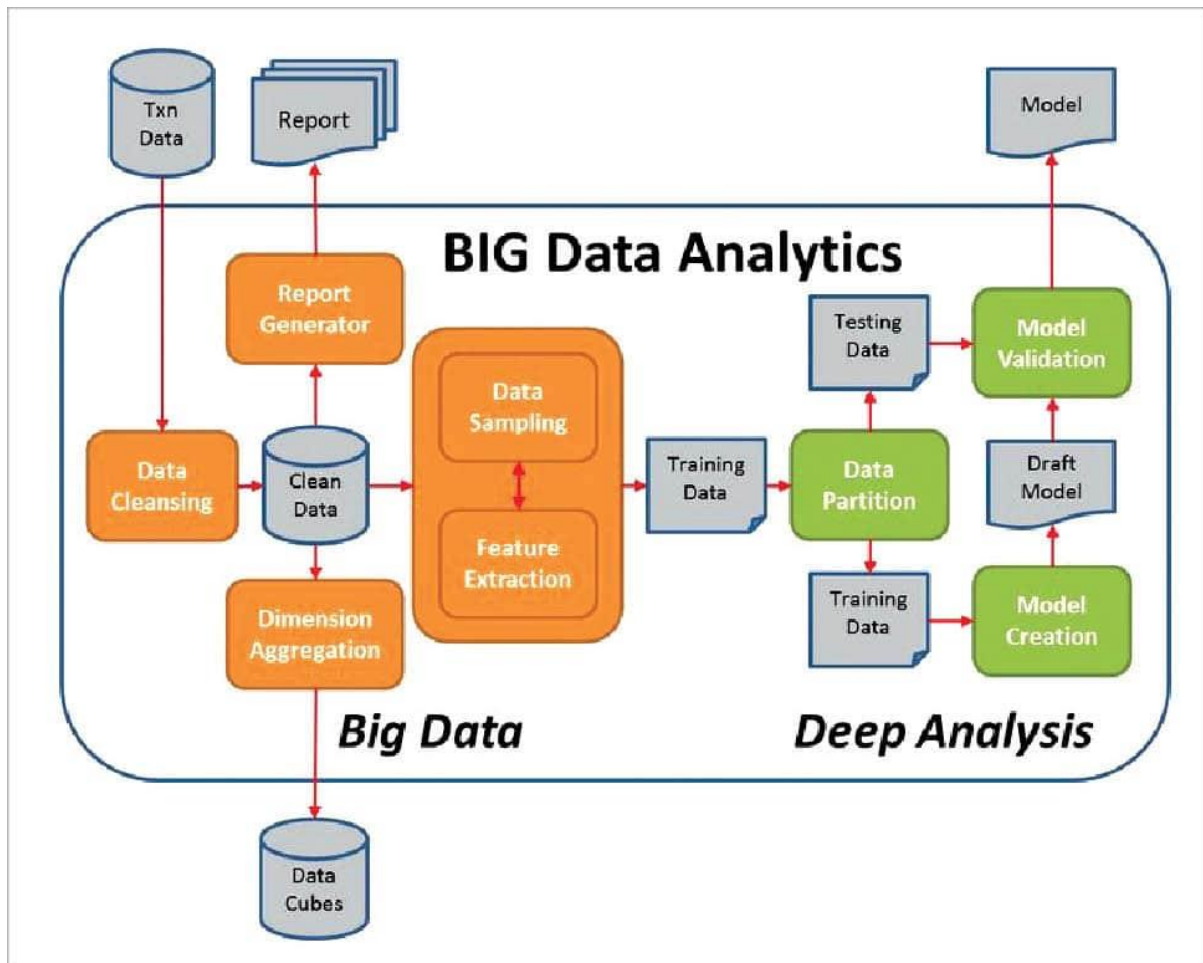 Txn
Data
Report
Model
BIG Data Analytics
Report
Generator
Testing
Data
Model
Validation
Data
Sampling
Data
Cleansing
Clean
Data
Training
Data
Data
Partition
Draft
Model
Feature
Extraction
Dimension
Aggregation
Training
Data
Model
Creation
Big Data
Deep Analysis
Data
Cubes